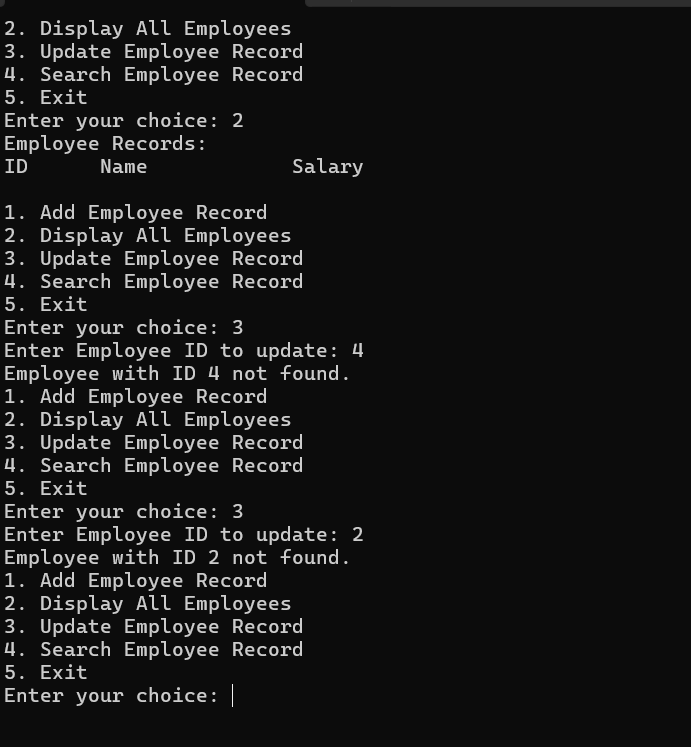 2. Display All Employees
3. Update Employee Record
4. Search Employee Record
5. Exit
Enter your choice: 2
Employee Records:
ID      Name            Salary

1. Add Employee Record
2. Display All Employees
3. Update Employee Record
4. Search Employee Record
5. Exit
Enter your choice: 3
Enter Employee ID to update: 4
Employee with ID 4 not found.
1. Add Employee Record
2. Display All Employees
3. Update Employee Record
4. Search Employee Record
5. Exit
Enter your choice: 3
Enter Employee ID to update: 2
Employee with ID 2 not found.
1. Add Employee Record
2. Display All Employees
3. Update Employee Record
4. Search Employee Record
5. Exit
Enter your choice: